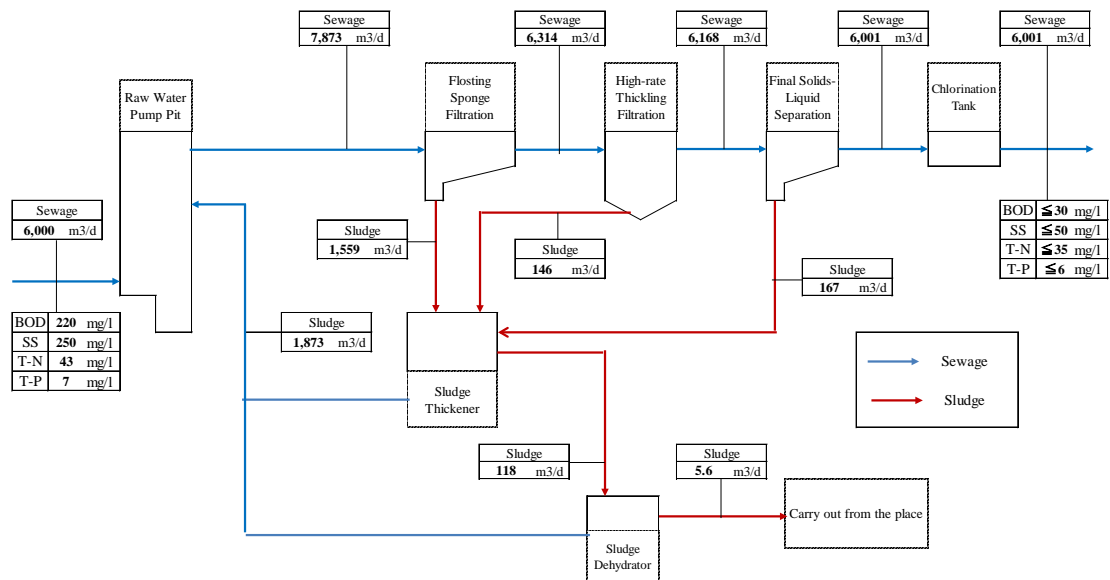 Sewage
7,873 m3/d
Sewage
6,314 m3/d
Sewage
6,168 m3/d
Sewage
6,001 m3/d
Sewage
6,001 m3/d
Raw Water
Pump Pit
Flosting
Sponge
Filtration
High-rate
Thickling
Filtration
Final Solids-
Liquid
Separation
Chlorination
Tank
Sewage
6,000 m3/d
BOD 220 mg/l
SS 250 mg/l
T-N 43 mg/l
T-P 7 mg/l
Sludge
1,559 m3/d
Sludge
146 m3/d
Sludge
167 m3/d
BOD ≦30 mg/l
SS ≦50 mg/l
T-N ≦35 mg/l
T-P ≦6 mg/l
Sludge
1,873 m3/d
Sludge
Thickener
Sewage
Sludge
Sludge
118 m3/d
Sludge
5.6 m3/d
Carry out from the place
Sludge
Dehydrator